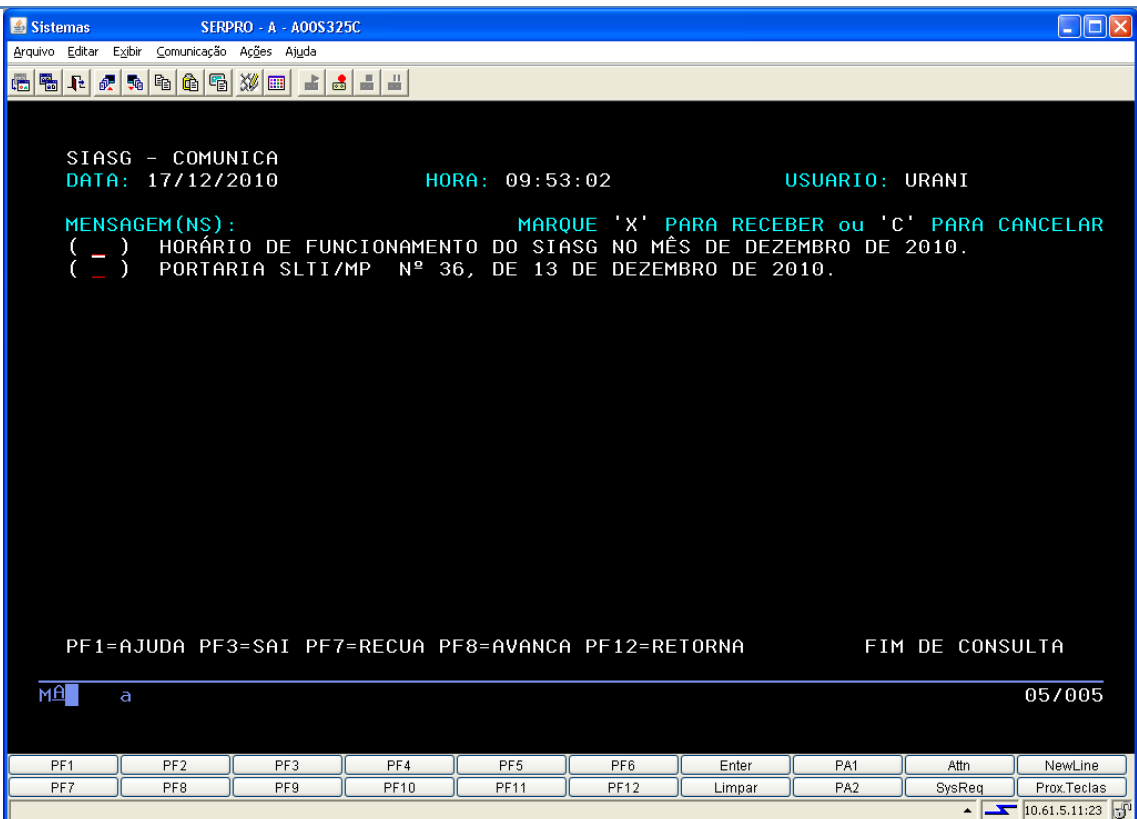 Sistemas SERPRO - A - A00S325C
Arquivo Editar Exibir Comunicação Ações Ajuda
SIASG - COMUNICA
DATA: 17/12/2010 HORA: 09:53:02 USUARIO: URANI
MENSAGEM(NS): MARQUE 'X' PARA RECEBER ou 'C' PARA CANCELAR
( _ ) HORÁRIO DE FUNCIONAMENTO DO SIASG NO MÊS DE DEZEMBRO DE 2010.
( _ ) PORTARIA SLTI/MP Nº 36, DE 13 DE DEZEMBRO DE 2010.
PF1=AJUDA PF3=SAI PF7=RECUA PF8=AVANCA PF12=RETORNA FIM DE CONSULTA
MA a 05/005
PF1 PF2 PF3 PF4 PF5 PF6 Enter PA1 Attn NewLine
PF7 PF8 PF9 PF10 PF11 PF12 Limpar PA2 SysReq Prox.Teclas
10.61.5.11:23